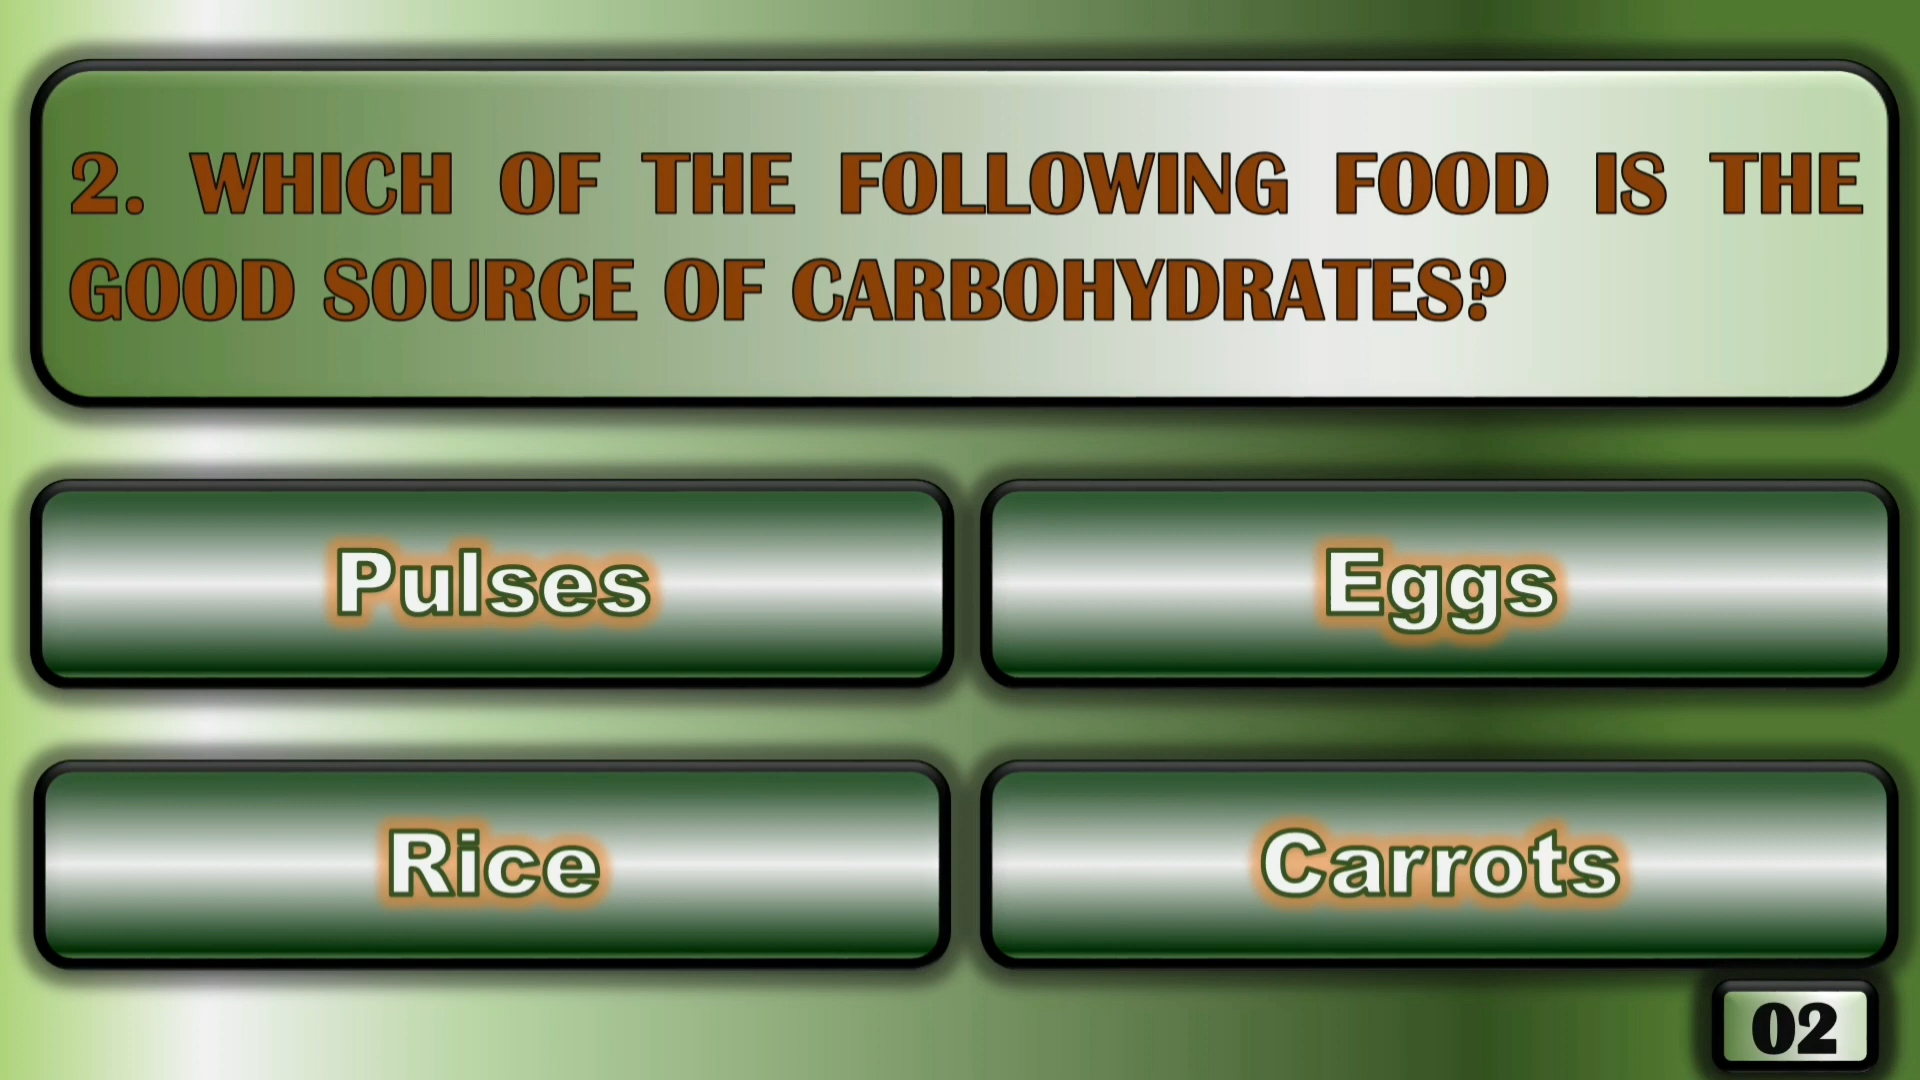 2. WHICH OF THE FOLLOWING FOOD IS THE
GOOD SOURCE OF CARBOHYDRATES?
Pulses
Eggs
Rice
Carrots
02